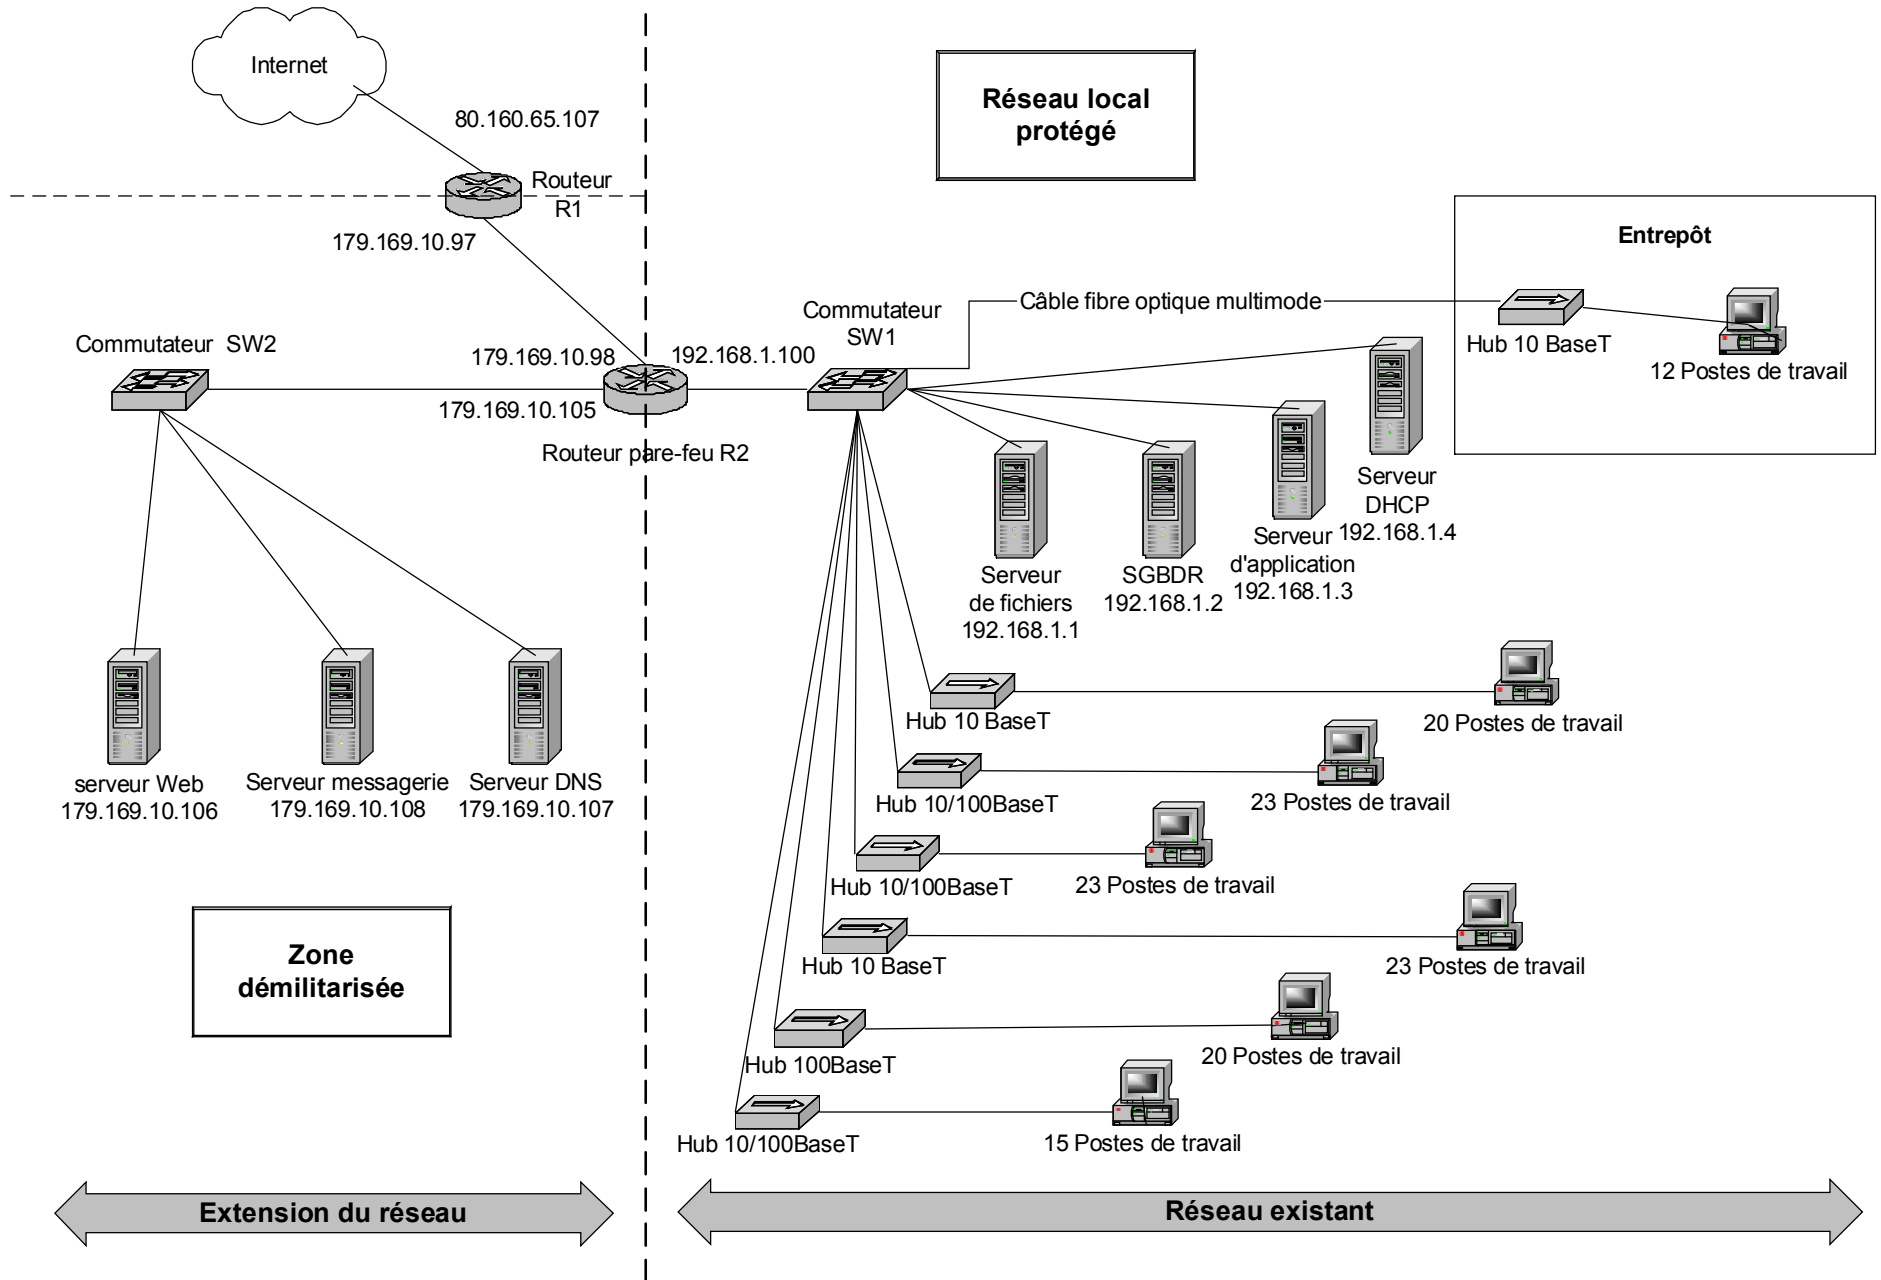 Internet
80.160.65.107
Réseau local
protégé
Routeur
R1
179.169.10.97
Entrepôt
Câble fibre optique multimode
Commutateur
SW1
Hub 10 BaseT
12 Postes de travail
Commutateur SW2
179.169.10.98
192.168.1.100
179.169.10.105
Routeur pare-feu R2
Serveur
DHCP
192.168.1.4
Serveur
d'application
192.168.1.3
SGBDR
192.168.1.2
Serveur
de fichiers
192.168.1.1
serveur Web
179.169.10.106
Serveur messagerie
179.169.10.108
Serveur DNS
179.169.10.107
Hub 10 BaseT
20 Postes de travail
Hub 10/100BaseT
23 Postes de travail
Hub 10/100BaseT
23 Postes de travail
Hub 10 BaseT
23 Postes de travail
Zone
démilitarisée
Hub 100BaseT
20 Postes de travail
Hub 10/100BaseT
15 Postes de travail
Extension du réseau
Réseau existant